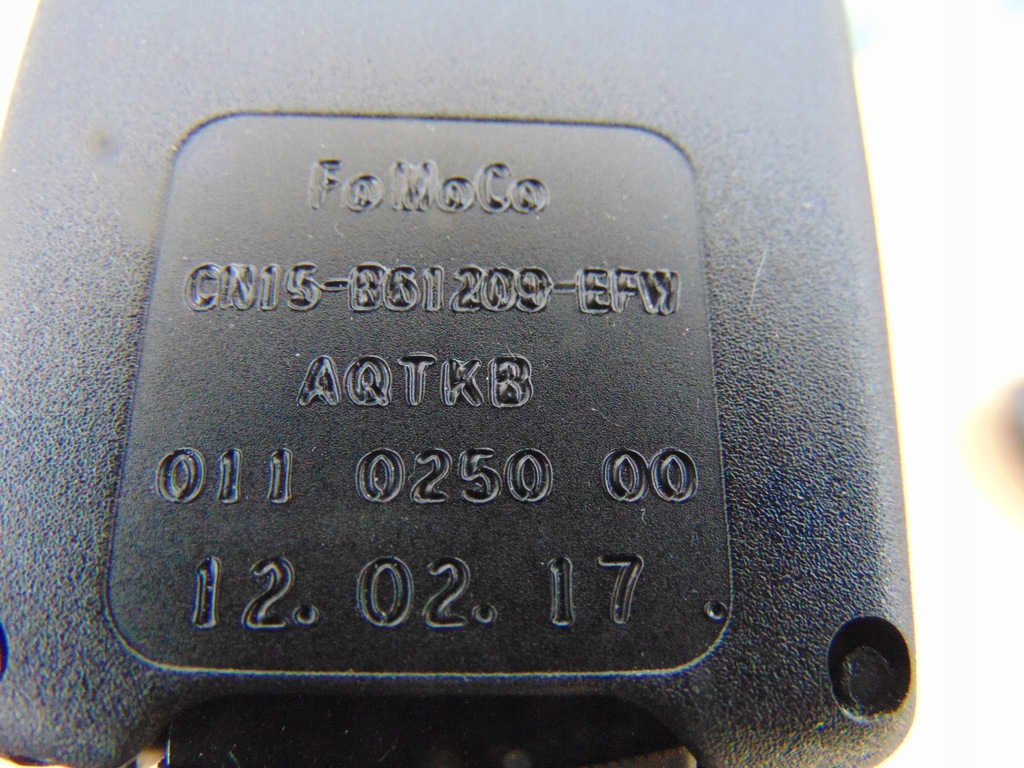 FoMoCo
CN15-B61209-EFW
AQTKB
011 0250 00
12.02.17